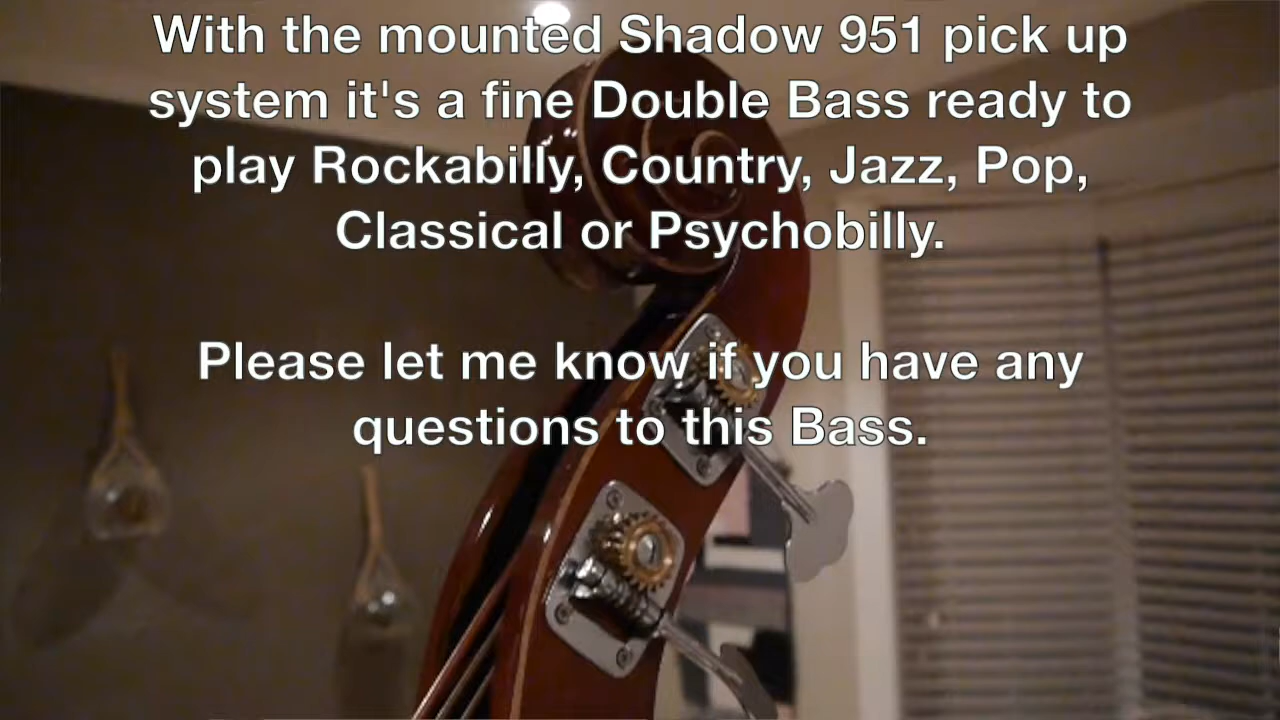 With the mounted Shadow 951 pick up
system it's a fine Double Bass ready to
play Rockabilly, Country, Jazz, Pop,
Classical or Psychobilly.
Please let me know if you have any
questions to this Bass.